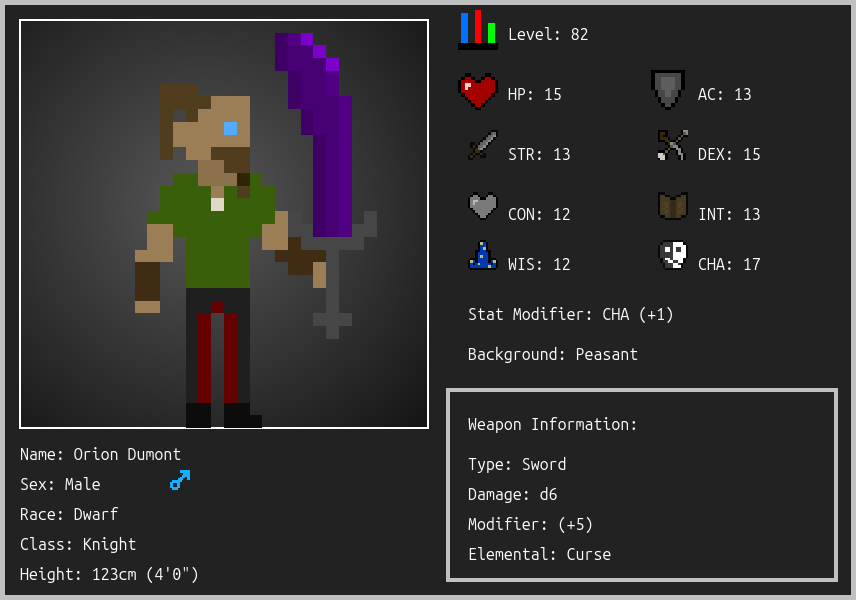 Level: 82
HP: 15
AC: 13
STR: 13
DEX: 15
CON: 12
INT: 13
WIS: 12
CHA: 17
Stat Modifier: CHA (+1)
Background: Peasant
Weapon Information:
Type: Sword
Damage: d6
Modifier: (+5)
Elemental: Curse
Name: Orion Dumont
Sex: Male
Race: Dwarf
Class: Knight
Height: 123cm (4'0")